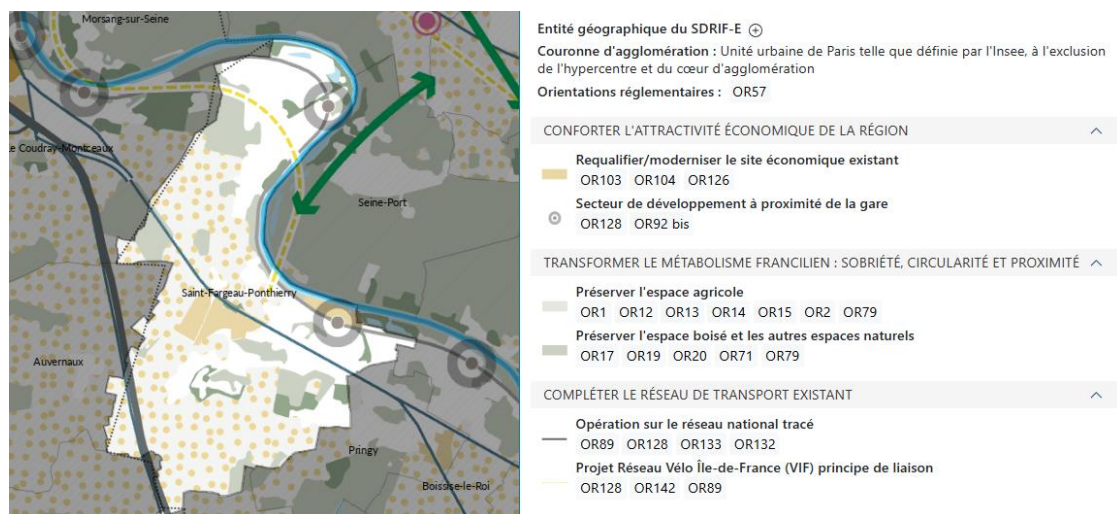 Morsang-sur-Seine
le Coudray-Montceaux
Seine-Port
Saint-Fargeau-Ponthierry
Auvernaux
Pringy
Boissise-le-Roi
Entité géographique du SDRIF-E
Couronne d'agglomération : Unité urbaine de Paris telle que définie par l'Insee, à l'exclusion
de l'hypercentre et du cœur d'agglomération
Orientations réglementaires : OR57
CONFORTER L'ATTRACTIVITÉ ÉCONOMIQUE DE LA RÉGION
Requalifier/moderniser le site économique existant
OR103 OR104 OR126
Secteur de développement à proximité de la gare
OR128 OR92 bis
TRANSFORMER LE MÉTABOLISME FRANCILIEN : SOBRIÉTÉ, CIRCULARITÉ ET PROXIMITÉ
Préserver l'espace agricole
OR1 OR12 OR13 OR14 OR15 OR2 OR79
Préserver l'espace boisé et les autres espaces naturels
OR17 OR19 OR20 OR71 OR79
COMPLÉTER LE RÉSEAU DE TRANSPORT EXISTANT
Opération sur le réseau national tracé
OR89 OR128 OR133 OR132
Projet Réseau Vélo Île-de-France (VIF) principe de liaison
OR128 OR142 OR89